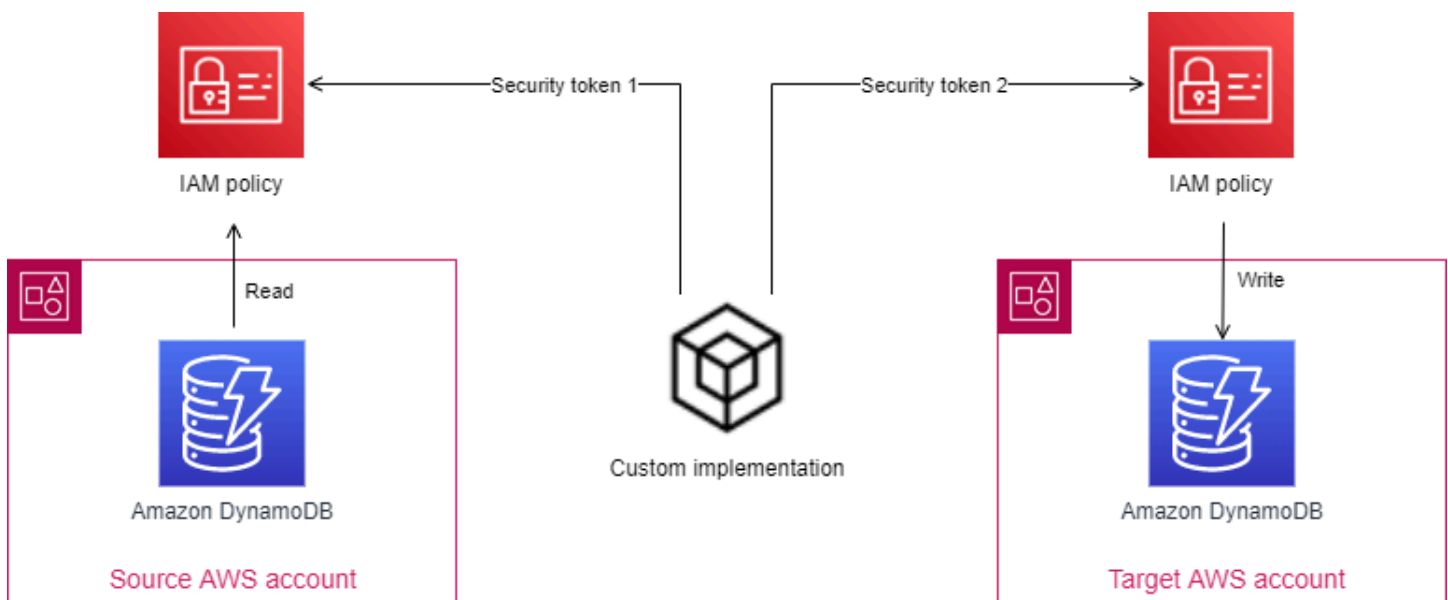 Security token 1
Security token 2
IAM policy
IAM policy
Read
Write
Custom implementation
Amazon DynamoDB
Amazon DynamoDB
Source AWS account
Target AWS account